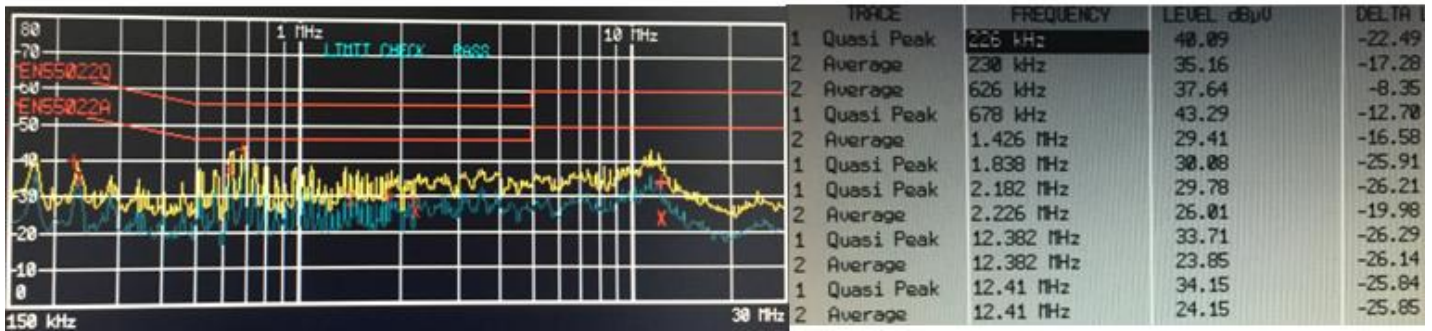 80
1 MHz
10 MHz
LIMIT CHECK PASS
-70
EN55022Q
-60
EN55022A
-50
-40
-30
-20
-10
0
150 kHz
30 MHz
TRACE FREQUENCY LEVEL dBµV DELTA L
1 Quasi Peak 226 kHz 40.09 -22.49
2 Average 230 kHz 35.16 -17.28
2 Average 626 kHz 37.64 -8.35
1 Quasi Peak 678 kHz 43.29 -12.70
2 Average 1.426 MHz 29.41 -16.58
1 Quasi Peak 1.838 MHz 30.08 -25.91
1 Quasi Peak 2.182 MHz 29.78 -26.21
2 Average 2.226 MHz 26.01 -19.98
1 Quasi Peak 12.382 MHz 33.71 -26.29
2 Average 12.382 MHz 23.85 -26.14
1 Quasi Peak 12.41 MHz 34.15 -25.84
2 Average 12.41 MHz 24.15 -25.85